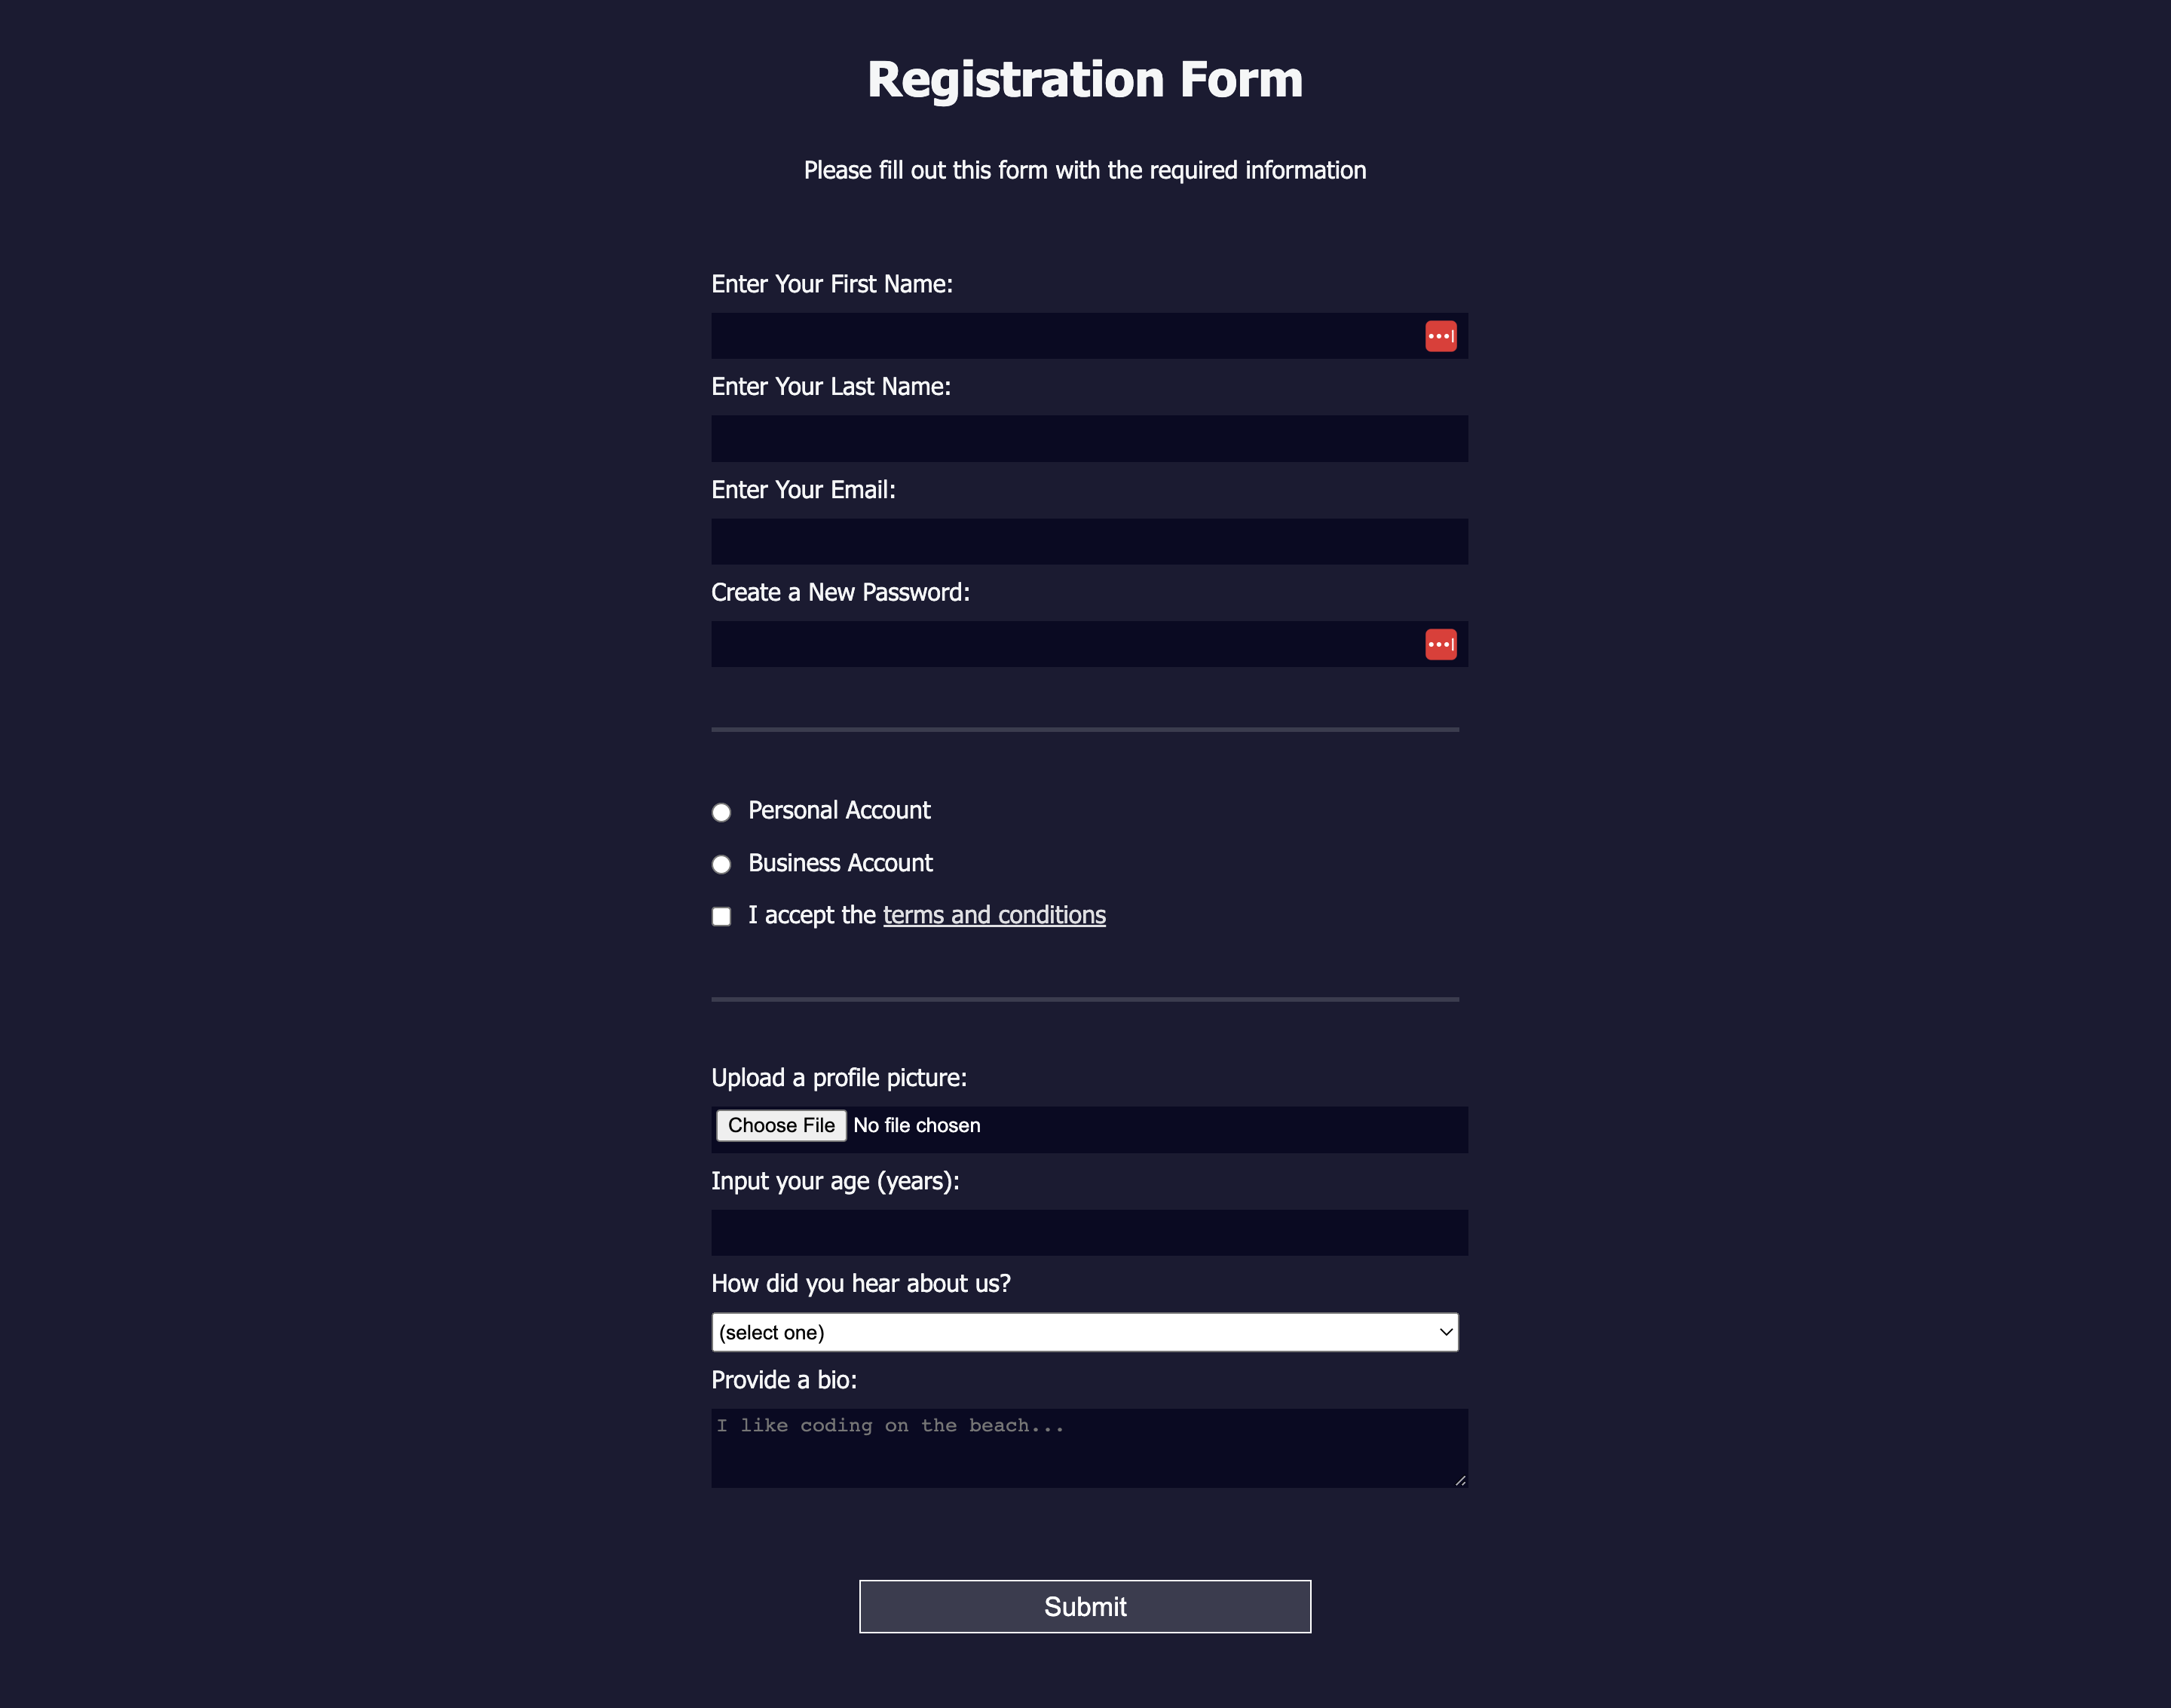 Registration Form
Please fill out this form with the required information
Enter Your First Name:
Enter Your Last Name:
Enter Your Email:
Create a New Password:
Personal Account
Business Account
I accept the terms and conditions
Upload a profile picture:
Choose File No file chosen
Input your age (years):
How did you hear about us?
(select one)
Provide a bio:
I like coding on the beach...
Submit